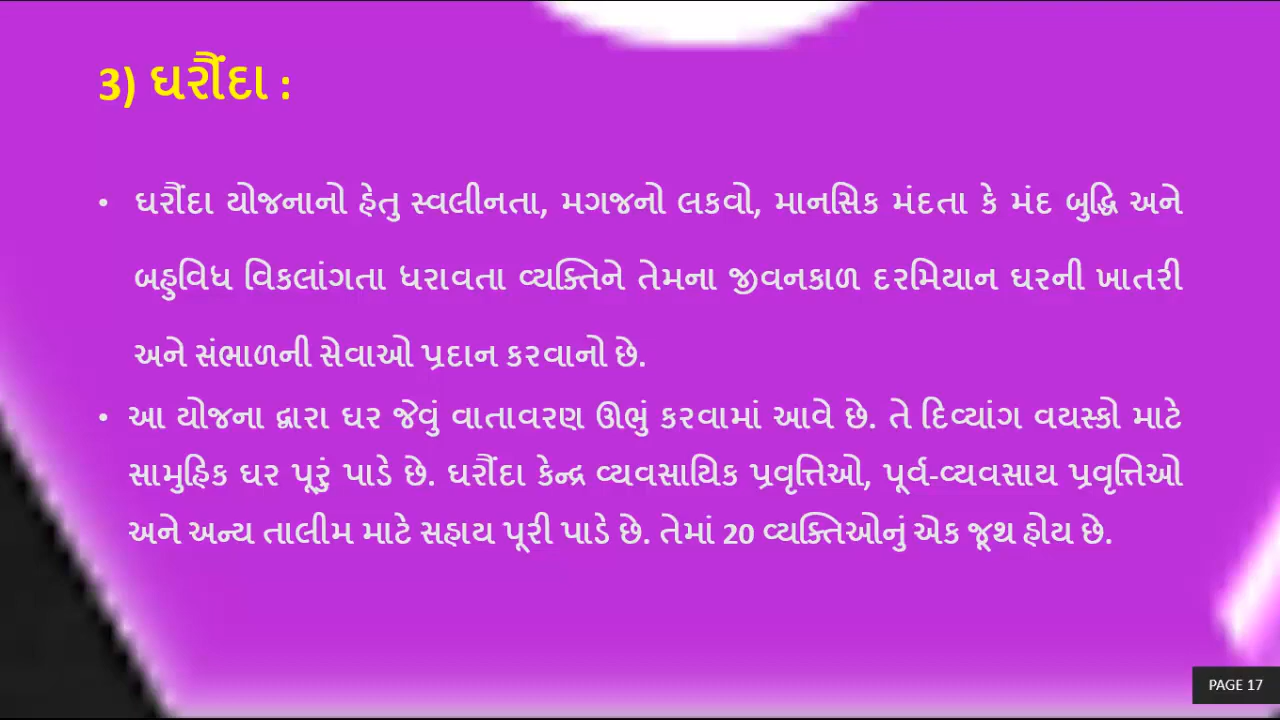 3) ઘરૌંદા :
• ઘરૌંદા યોજનાનો હેતુ સ્વલીનતા, મગજનો લકવો, માનસિક મંદતા કે મંદ બુદ્ધિ અને
બહુવિધ વિકલાંગતા ધરાવતા વ્યક્તિને તેમના જીવનકાળ દરમિયાન ઘરની ખાતરી
અને સંભાળની સેવાઓ પ્રદાન કરવાનો છે.
• આ યોજના દ્વારા ઘર જેવું વાતાવરણ ઊભું કરવામાં આવે છે. તે દિવ્યાંગ વયસ્કો માટે
સામુહિક ઘર પૂરું પાડે છે. ઘરૌંદા કેન્દ્ર વ્યવસાયિક પ્રવૃત્તિઓ, પૂર્વ-વ્યવસાય પ્રવૃત્તિઓ
અને અન્ય તાલીમ માટે સહાય પૂરી પાડે છે. તેમાં 20 વ્યક્તિઓનું એક જૂથ હોય છે.
PAGE 17